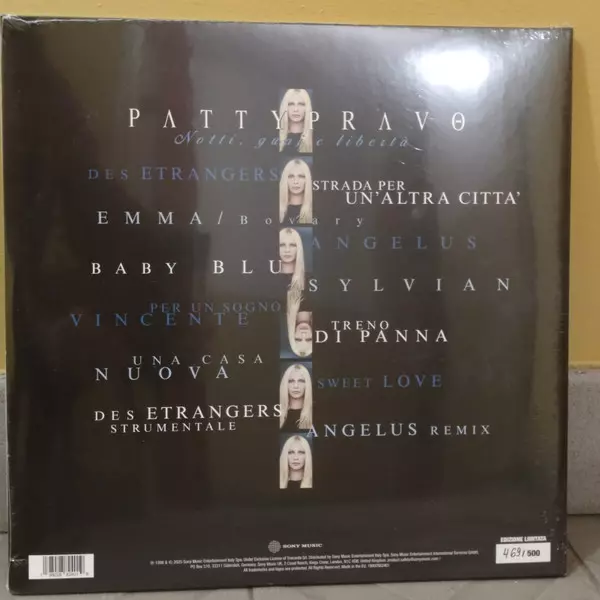 PATTYPRAVO
Notti, guai e libertà
DES ETRANGERS
STRADA PER
UN'ALTRA CITTA'
EMMA/Bovary
ANGELUS
BABY BLU
SYLVIAN
PER UN SOGNO
VINCENTE
TRENO
DI PANNA
UNA CASA
NUOVA
SWEET LOVE
DES ETRANGERS
STRUMENTALE
ANGELUS REMIX
SONY MUSIC
EDIZIONE LIMITATA
469/500